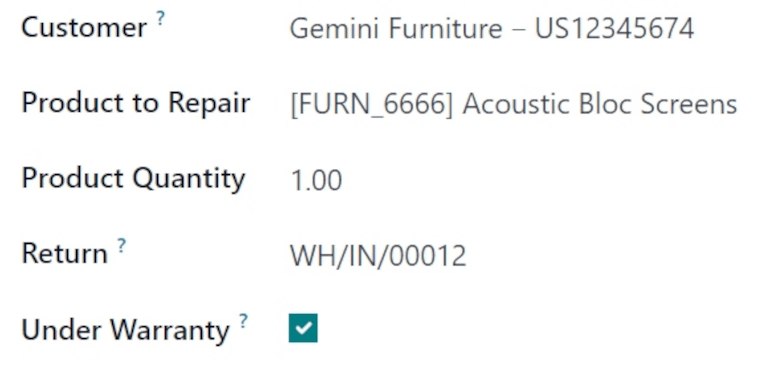 Customer ? Gemini Furniture – US12345674
Product to Repair [FURN_6666] Acoustic Bloc Screens
Product Quantity 1.00
Return ? WH/IN/00012
Under Warranty ?